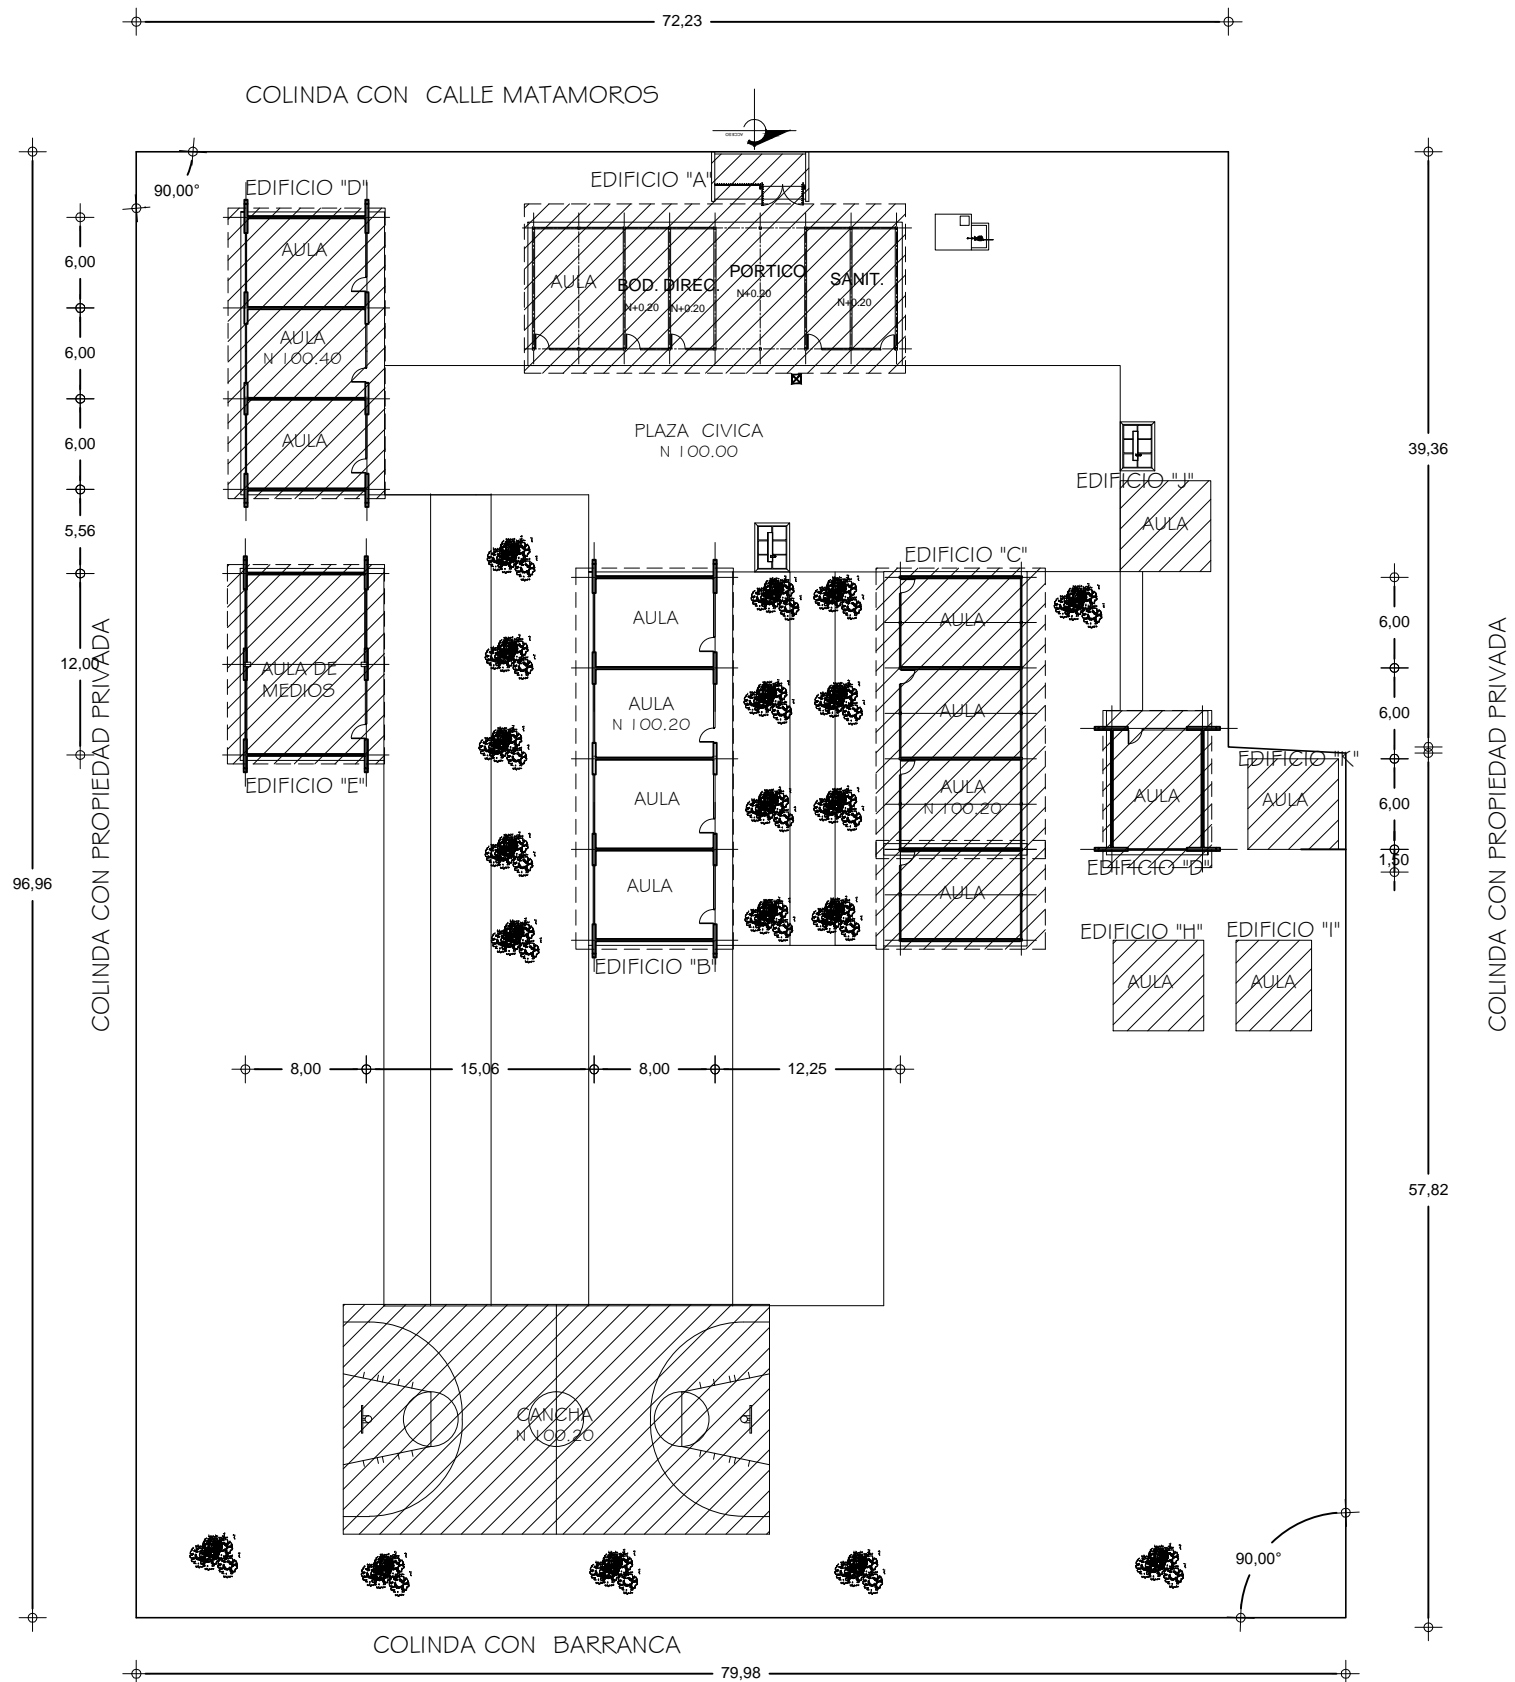 72,23
COLINDA CON CALLE MATAMOROS
ACCESO
90,00°
EDIFICIO "D"
EDIFICIO "A"
AULA
6,00
AULA
BOD.
DIREC.
PORTICO
SANIT.
N+0.20
N+0.20
N+0.20
N+0.20
AULA
N 100.40
6,00
AULA
6,00
PLAZA CIVICA
N 100.00
39,36
EDIFICIO "J"
AULA
5,56
EDIFICIO "C"
AULA
AULA
6,00
12,00
AULA DE
MEDIOS
AULA
N 100.20
AULA
6,00
EDIFICIO "E"
EDIFICIO "K"
AULA
AULA
N 100.20
AULA
AULA
6,00
COLINDA CON PROPIEDAD PRIVADA
COLINDA CON PROPIEDAD PRIVADA
EDIFICIO "D"
1,50
96,96
AULA
AULA
EDIFICIO "B"
EDIFICIO "H"
EDIFICIO "I"
AULA
AULA
8,00
15,06
8,00
12,25
57,82
CANCHA
N 100.20
90,00°
COLINDA CON BARRANCA
79,98